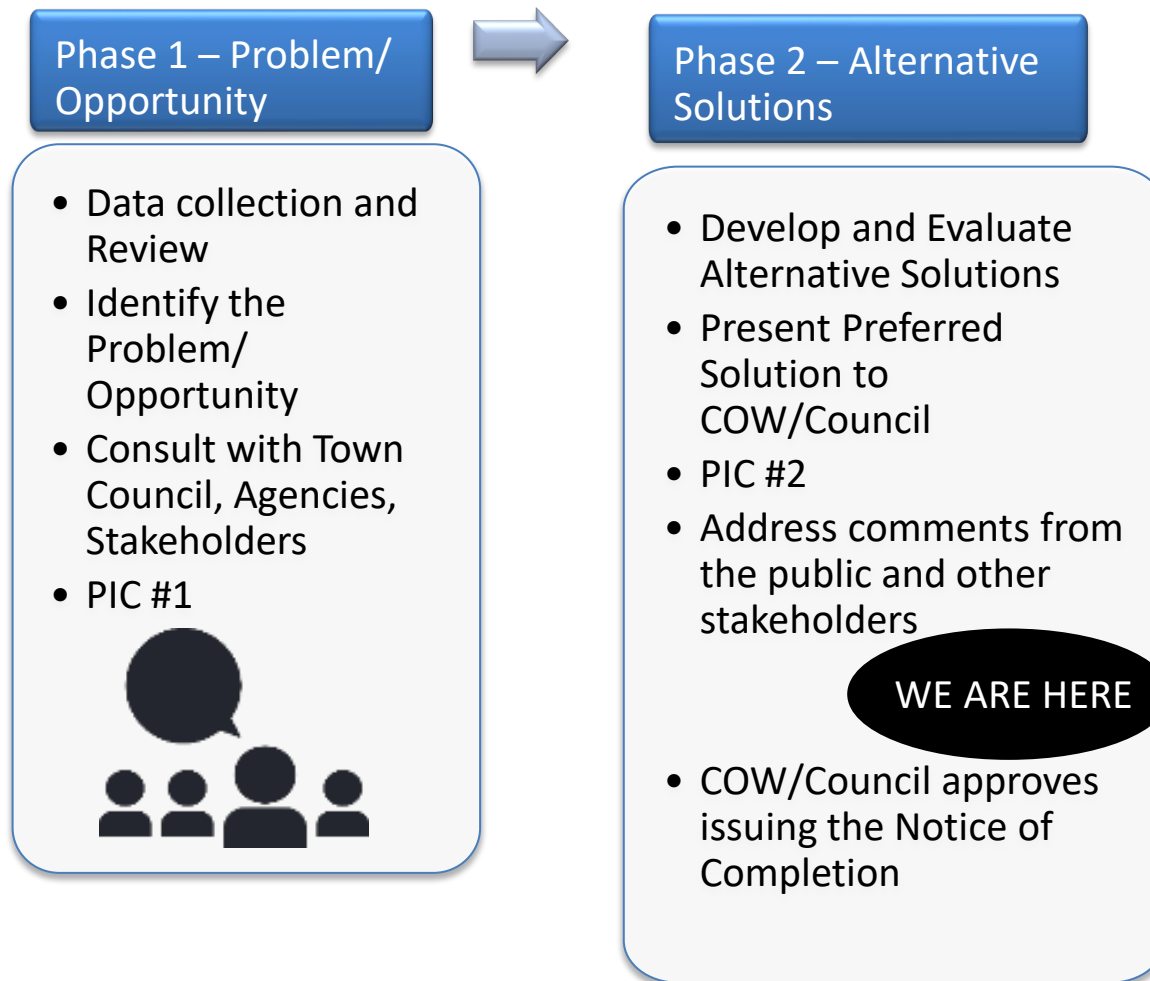 Phase 1 – Problem/
Opportunity
• Data collection and
Review
• Identify the
Problem/
Opportunity
• Consult with Town
Council, Agencies,
Stakeholders
• PIC #1
Phase 2 – Alternative
Solutions
• Develop and Evaluate
Alternative Solutions
• Present Preferred
Solution to
COW/Council
• PIC #2
• Address comments from
the public and other
stakeholders
WE ARE HERE
• COW/Council approves
issuing the Notice of
Completion